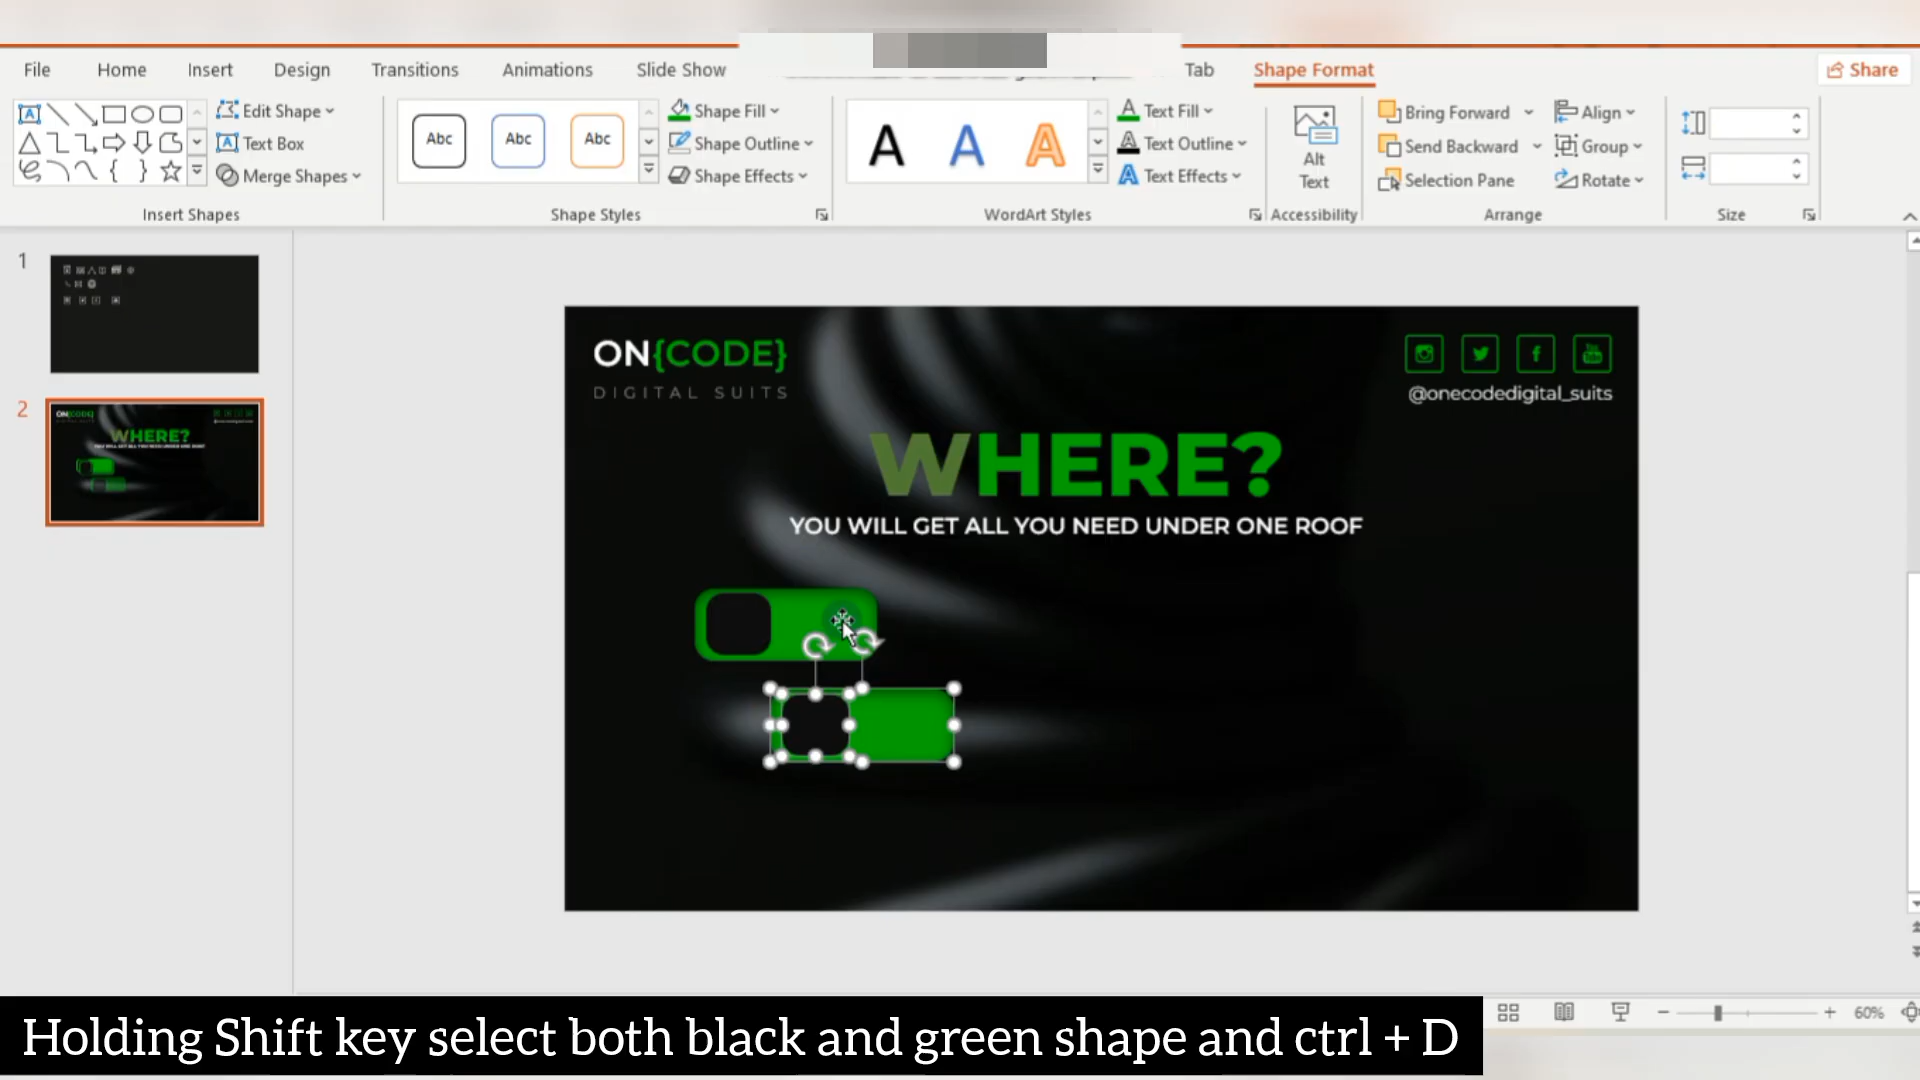 File Home Insert Design Transitions Animations Slide Show Tab Shape Format Share
Edit Shape
Text Box
Merge Shapes
Insert Shapes
Abc Abc Abc
Shape Fill
Shape Outline
Shape Effects
Shape Styles
A A A
Text Fill
Text Outline
Text Effects
WordArt Styles
Alt
Text
Accessibility
Bring Forward
Send Backward
Selection Pane
Align
Group
Rotate
Arrange
Size
1
2
ON{CODE}
DIGITAL SUITS
@onecodedigital_suits
WHERE?
YOU WILL GET ALL YOU NEED UNDER ONE ROOF
60%
Holding Shift key select both black and green shape and ctrl + D